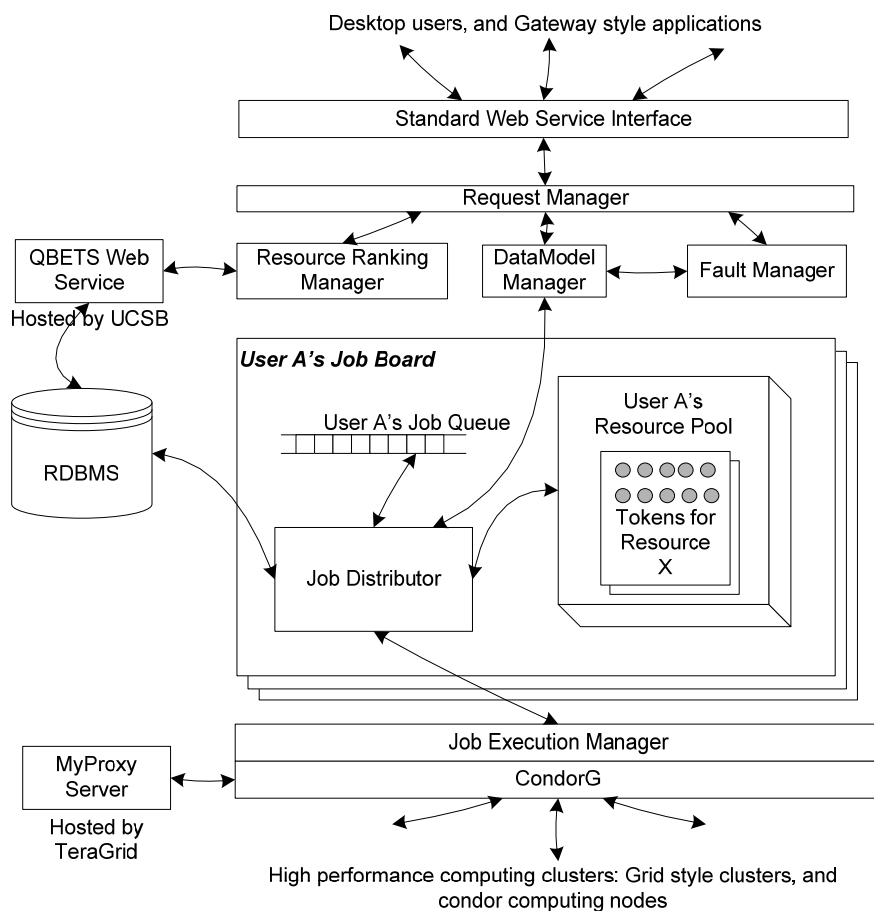 Desktop users, and Gateway style applications
Standard Web Service Interface
Request Manager
QBETS Web
Service
Hosted by UCSB
Resource Ranking
Manager
DataModel
Manager
Fault Manager
User A's Job Board
User A's Job Queue
User A's
Resource Pool
Tokens for
Resource
X
RDBMS
Job Distributor
Job Execution Manager
CondorG
MyProxy
Server
Hosted by
TeraGrid
High performance computing clusters: Grid style clusters, and
condor computing nodes